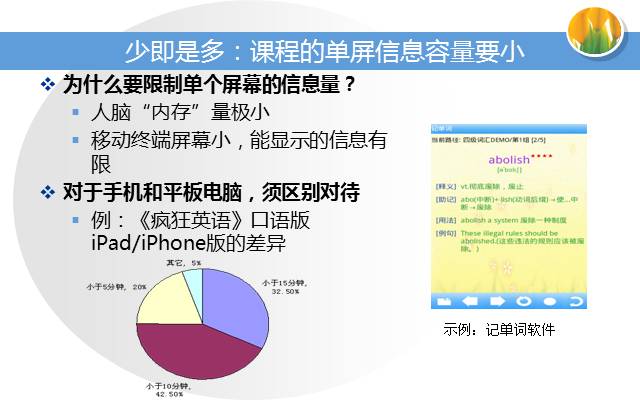 少即是多：课程的单屏信息容量要小
为什么要限制单个屏幕的信息量？
人脑“内存”量极小
移动终端屏幕小，能显示的信息有
限
对于手机和平板电脑，须区别对待
例：《疯狂英语》口语版
iPad/iPhone版的差异
其它，5%
小于5分钟，20%
小于15分钟，
32.50%
小于10分钟，
42.50%
记单词
当前路径: 四级词汇DEMO/第1组 [2/5]
abolish****
[ə'bɒlɪʃ]
[释义] vt.彻底废除，废止
[助记] abo(中断)+ lish(动词后缀)→使…中
断→废除
[用法] abolish a system 废除一种制度
[例句] These illegal rules should be
abolished.(这些违法的规则应该被废
除。)
示例：记单词软件